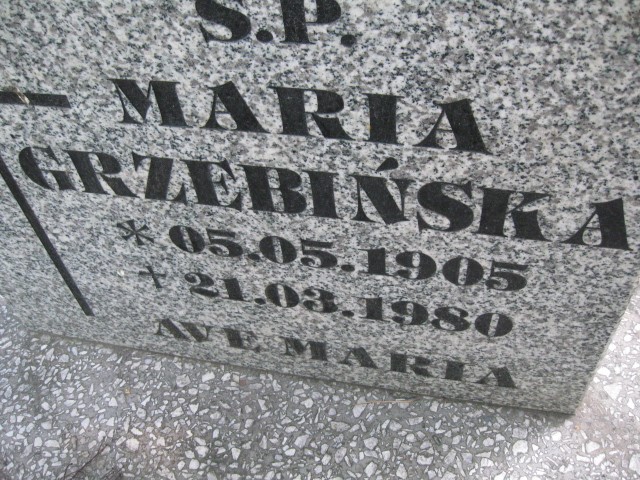 Ś.P.
MARIA
GRZEBIŃSKA
* 05.05.1905
+ 21.03.1980
AVE MARIA